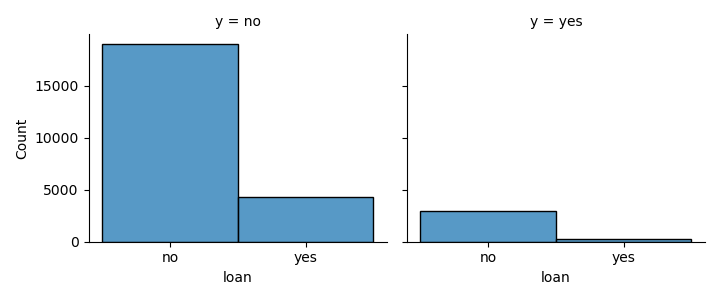 y = no
y = yes
Count
15000
10000
5000
0
no
yes
no
yes
loan
loan